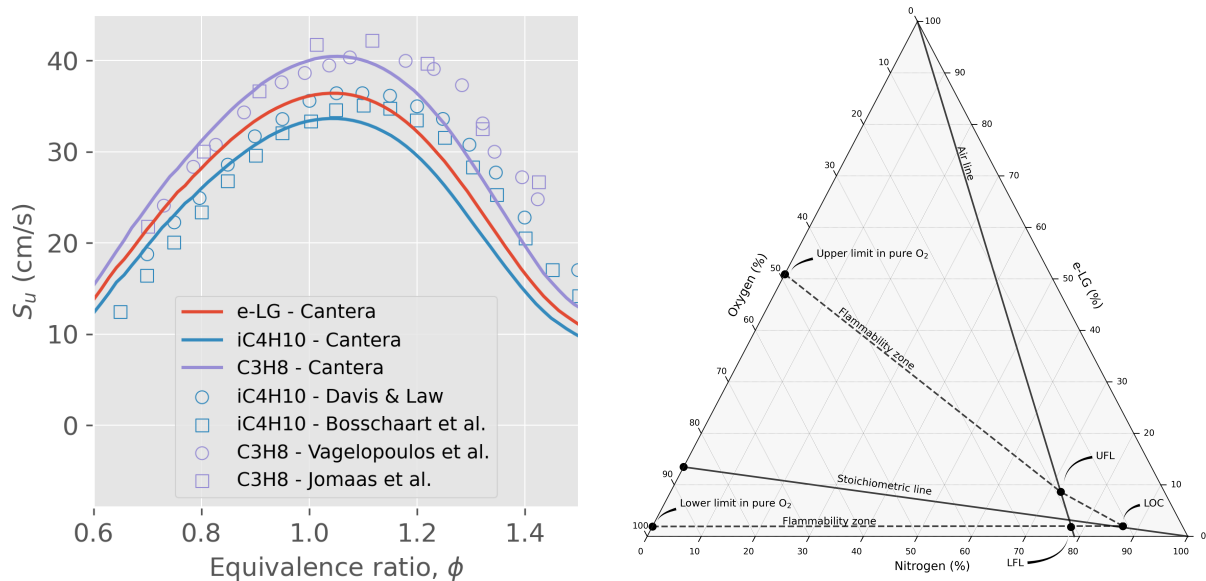 40
30
20
10
0
S_u (cm/s)
0.6
0.8
1.0
1.2
1.4
Equivalence ratio, ϕ
e-LG - Cantera
iC4H10 - Cantera
C3H8 - Cantera
iC4H10 - Davis & Law
iC4H10 - Bosschaart et al.
C3H8 - Vagelopoulos et al.
C3H8 - Jomaas et al.
0
10
20
30
40
50
60
70
80
90
100
Oxygen (%)
100
90
80
70
60
50
40
30
20
10
0
e-LG (%)
Air line
Upper limit in pure O₂
Flammability zone
UFL
Stoichiometric line
LOC
Lower limit in pure O₂
Flammability zone
LFL
0
10
20
30
40
50
60
70
80
90
100
Nitrogen (%)